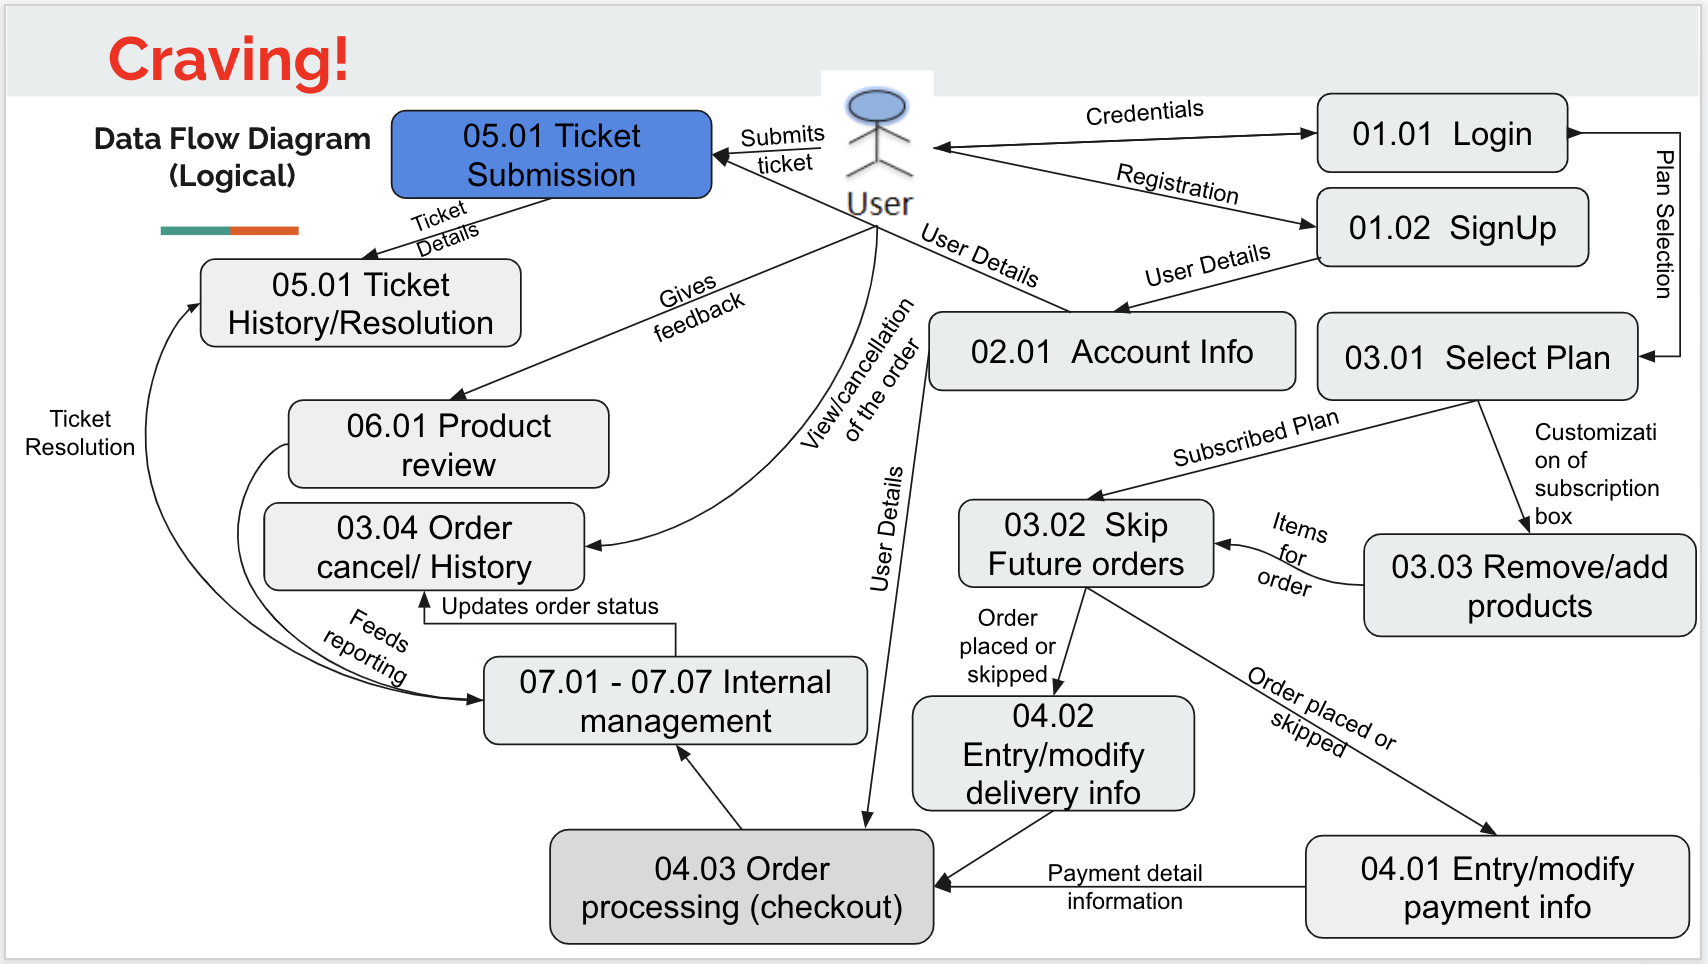 Craving!
Data Flow Diagram
(Logical)
05.01 Ticket
Submission
Submits
ticket
User
Credentials
01.01  Login
Registration
01.02  SignUp
Plan Selection
Ticket
Details
User Details
User Details
05.01 Ticket
History/Resolution
Gives
feedback
View/cancellation
of the order
02.01  Account Info
03.01  Select Plan
Ticket
Resolution
06.01 Product
review
Subscribed Plan
Customizati
on of
subscription
box
User Details
03.04 Order
cancel/ History
03.02  Skip
Future orders
Items
for
order
03.03 Remove/add
products
Updates order status
Feeds
reporting
Order
placed or
skipped
Order placed or
skipped
07.01 - 07.07 Internal
management
04.02
Entry/modify
delivery info
04.03 Order
processing (checkout)
Payment detail
information
04.01 Entry/modify
payment info